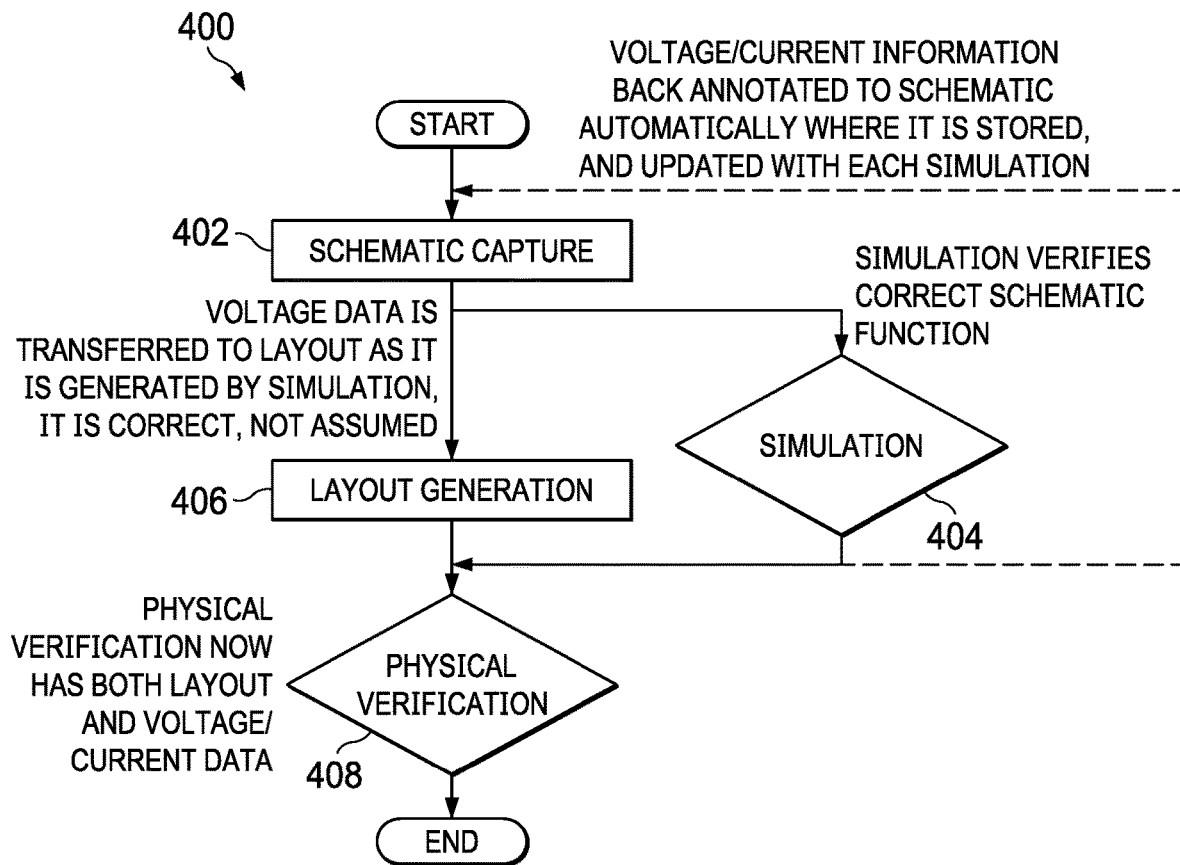 400
VOLTAGE/CURRENT INFORMATION
BACK ANNOTATED TO SCHEMATIC
AUTOMATICALLY WHERE IT IS STORED,
AND UPDATED WITH EACH SIMULATION
START
402
SCHEMATIC CAPTURE
SIMULATION VERIFIES
CORRECT SCHEMATIC
FUNCTION
VOLTAGE DATA IS
TRANSFERRED TO LAYOUT AS IT
IS GENERATED BY SIMULATION,
IT IS CORRECT, NOT ASSUMED
SIMULATION
404
406
LAYOUT GENERATION
PHYSICAL
VERIFICATION NOW
HAS BOTH LAYOUT
AND VOLTAGE/
CURRENT DATA
PHYSICAL
VERIFICATION
408
END